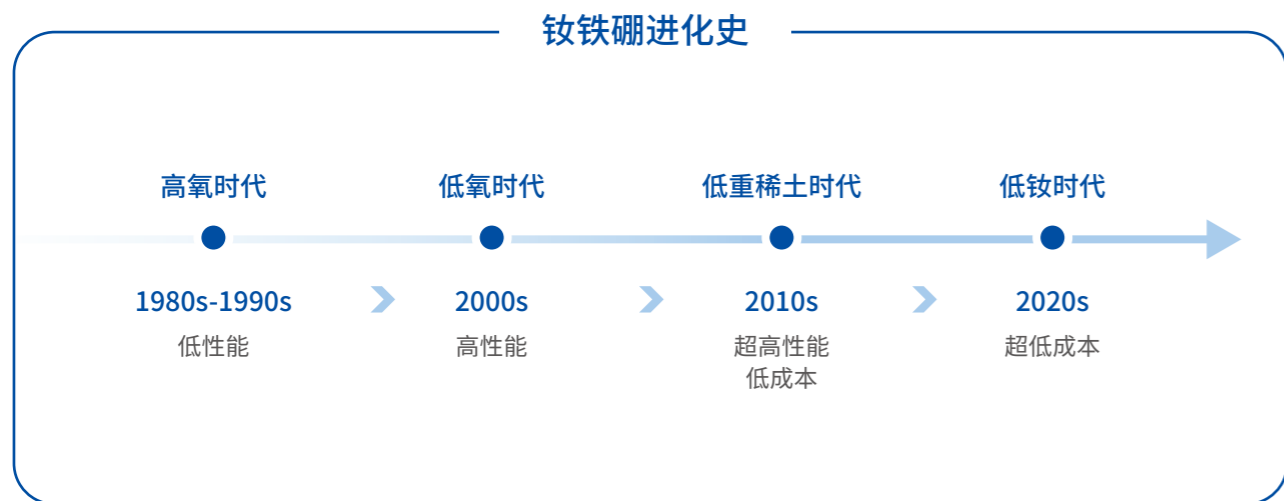 钕铁硼进化史
高氧时代
低氧时代
低重稀土时代
低钕时代
1980s-1990s
2000s
2010s
2020s
低性能
高性能
超高性能
低成本
超低成本